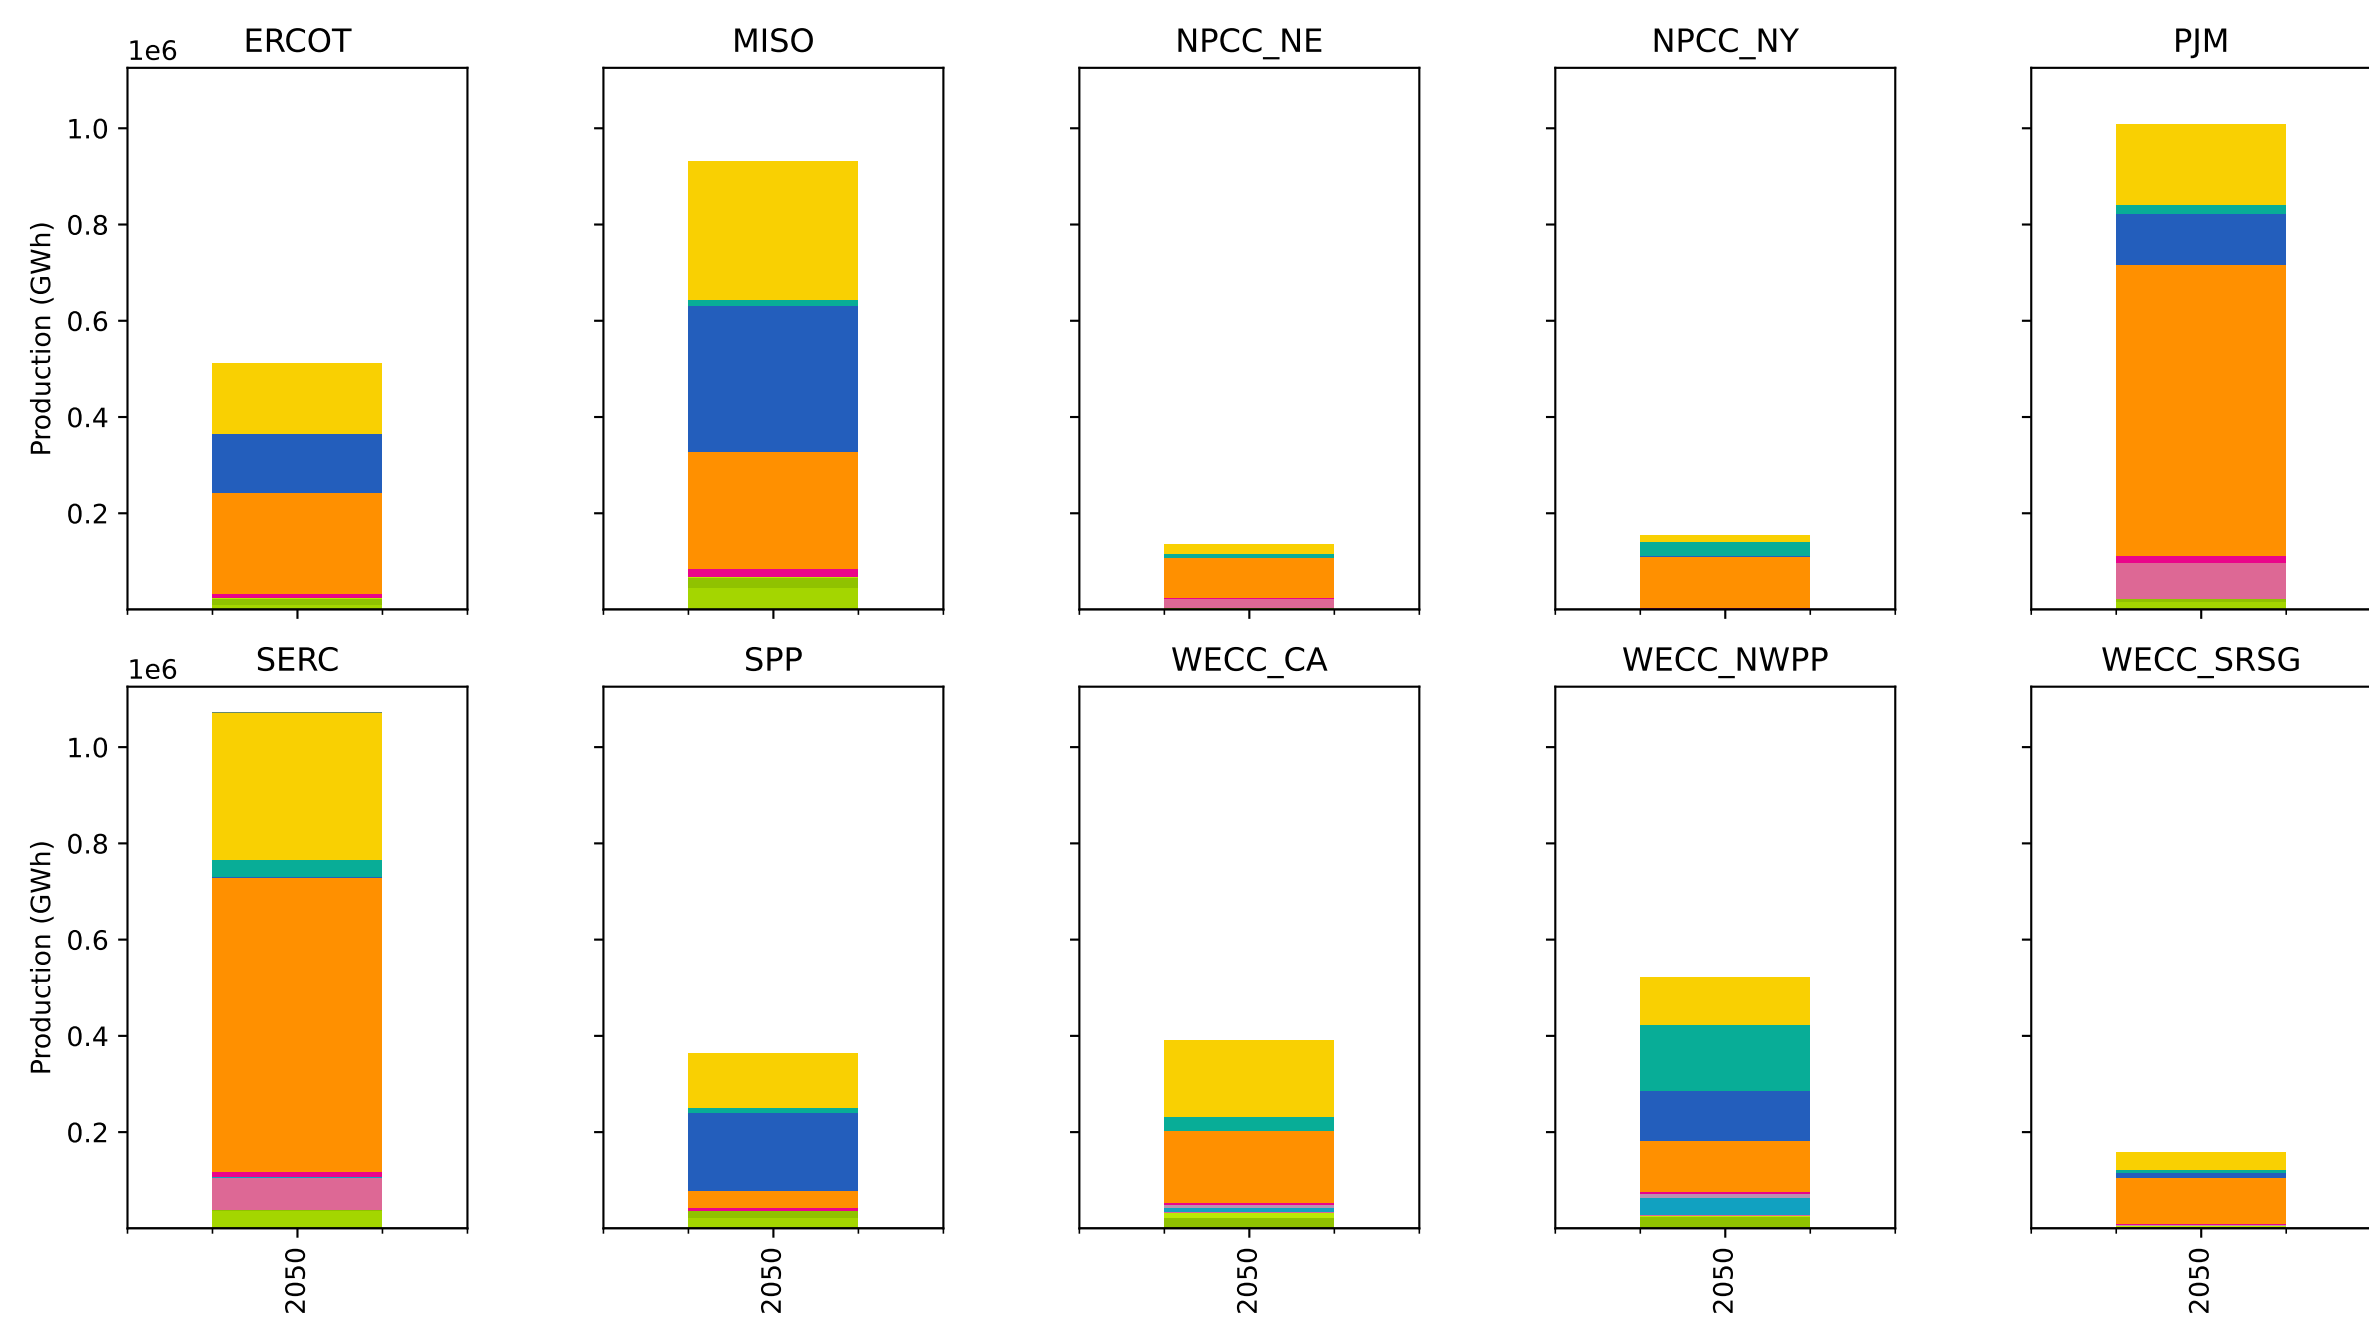 ERCOT MISO NPCC_NE NPCC_NY PJM
1e6
1.0
0.8
0.6
0.4
0.2
Production (GWh)
SERC SPP WECC_CA WECC_NWPP WECC_SRSG
1e6
1.0
0.8
0.6
0.4
0.2
Production (GWh)
2050 2050 2050 2050 2050